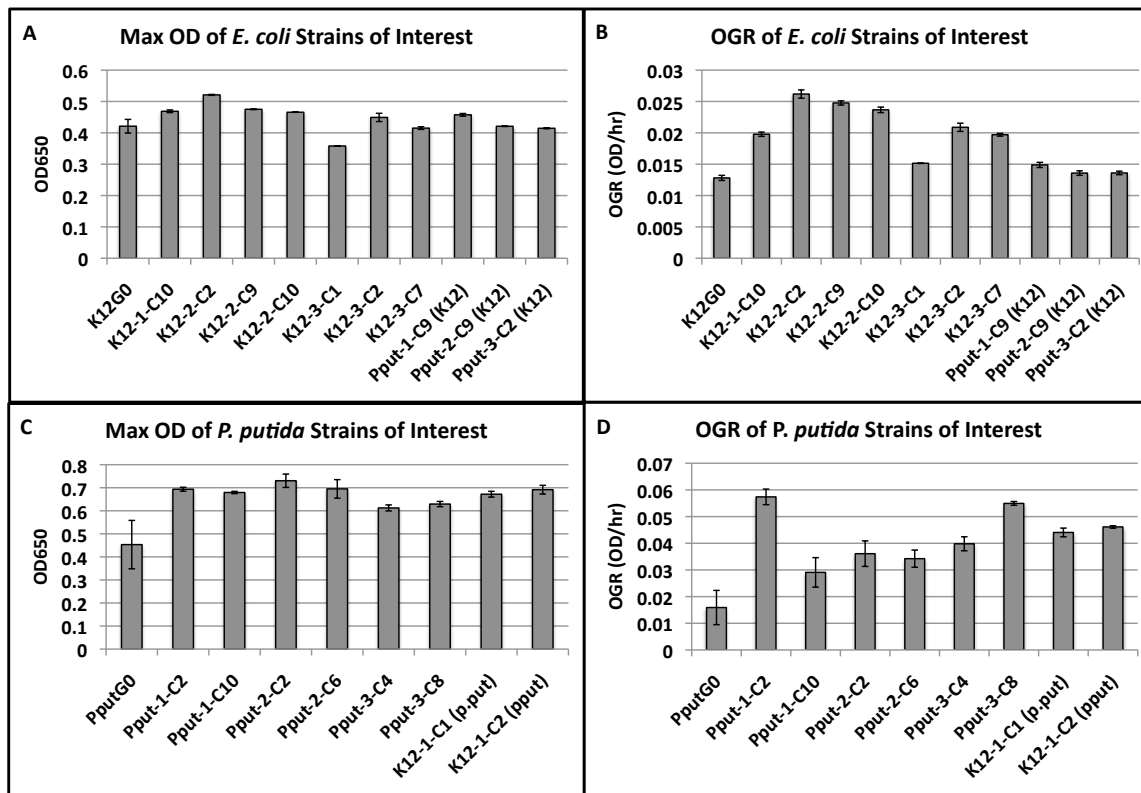 A
Max OD of E. coli Strains of Interest
OD650
0.6
0.5
0.4
0.3
0.2
0.1
0
K12G0
K12-1-C10
K12-2-C2
K12-2-C9
K12-2-C10
K12-3-C1
K12-3-C2
K12-3-C7
Pput-1-C9 (K12)
Pput-2-C9 (K12)
Pput-3-C2 (K12)
B
OGR of E. coli Strains of Interest
OGR (OD/hr)
0.03
0.025
0.02
0.015
0.01
0.005
0
K12G0
K12-1-C10
K12-2-C2
K12-2-C9
K12-2-C10
K12-3-C1
K12-3-C2
K12-3-C7
Pput-1-C9 (K12)
Pput-2-C9 (K12)
Pput-3-C2 (K12)
C
Max OD of P. putida Strains of Interest
OD650
0.8
0.7
0.6
0.5
0.4
0.3
0.2
0.1
0
PputG0
Pput-1-C2
Pput-1-C10
Pput-2-C2
Pput-2-C6
Pput-3-C4
Pput-3-C8
K12-1-C1 (p.put)
K12-1-C2 (pput)
D
OGR of P. putida Strains of Interest
OGR (OD/hr)
0.07
0.06
0.05
0.04
0.03
0.02
0.01
0
PputG0
Pput-1-C2
Pput-1-C10
Pput-2-C2
Pput-2-C6
Pput-3-C4
Pput-3-C8
K12-1-C1 (p.put)
K12-1-C2 (pput)